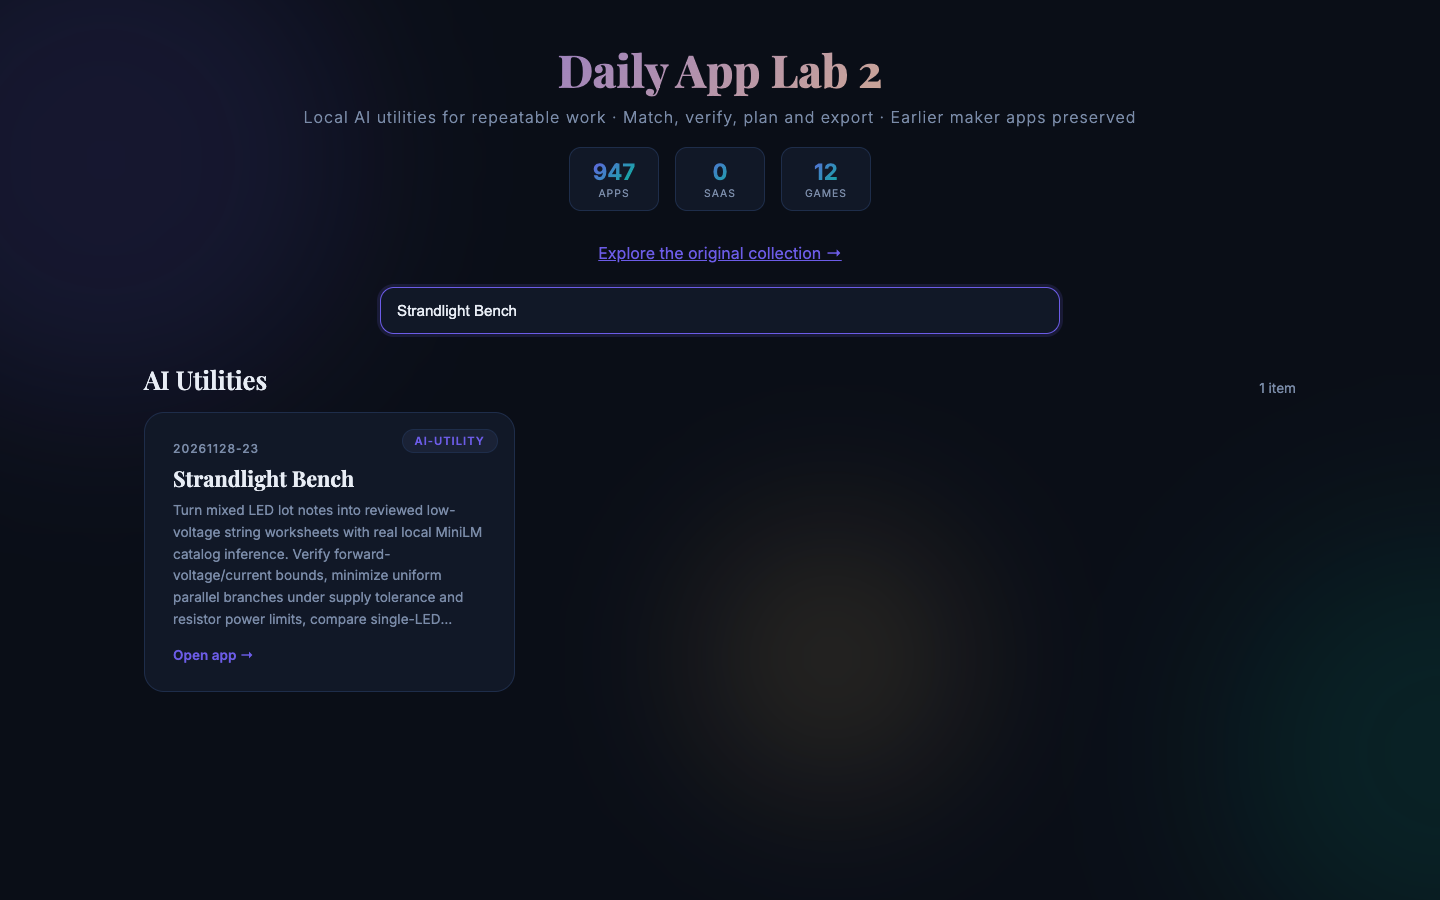 Daily App Lab 2
Local AI utilities for repeatable work · Match, verify, plan and export · Earlier maker apps preserved
947
APPS
0
SAAS
12
GAMES
Explore the original collection →
Strandlight Bench
AI Utilities
1 item
20261128-23
AI-UTILITY
Strandlight Bench
Turn mixed LED lot notes into reviewed low-
voltage string worksheets with real local MiniLM
catalog inference. Verify forward-
voltage/current bounds, minimize uniform
parallel branches under supply tolerance and
resistor power limits, compare single-LED...
Open app →